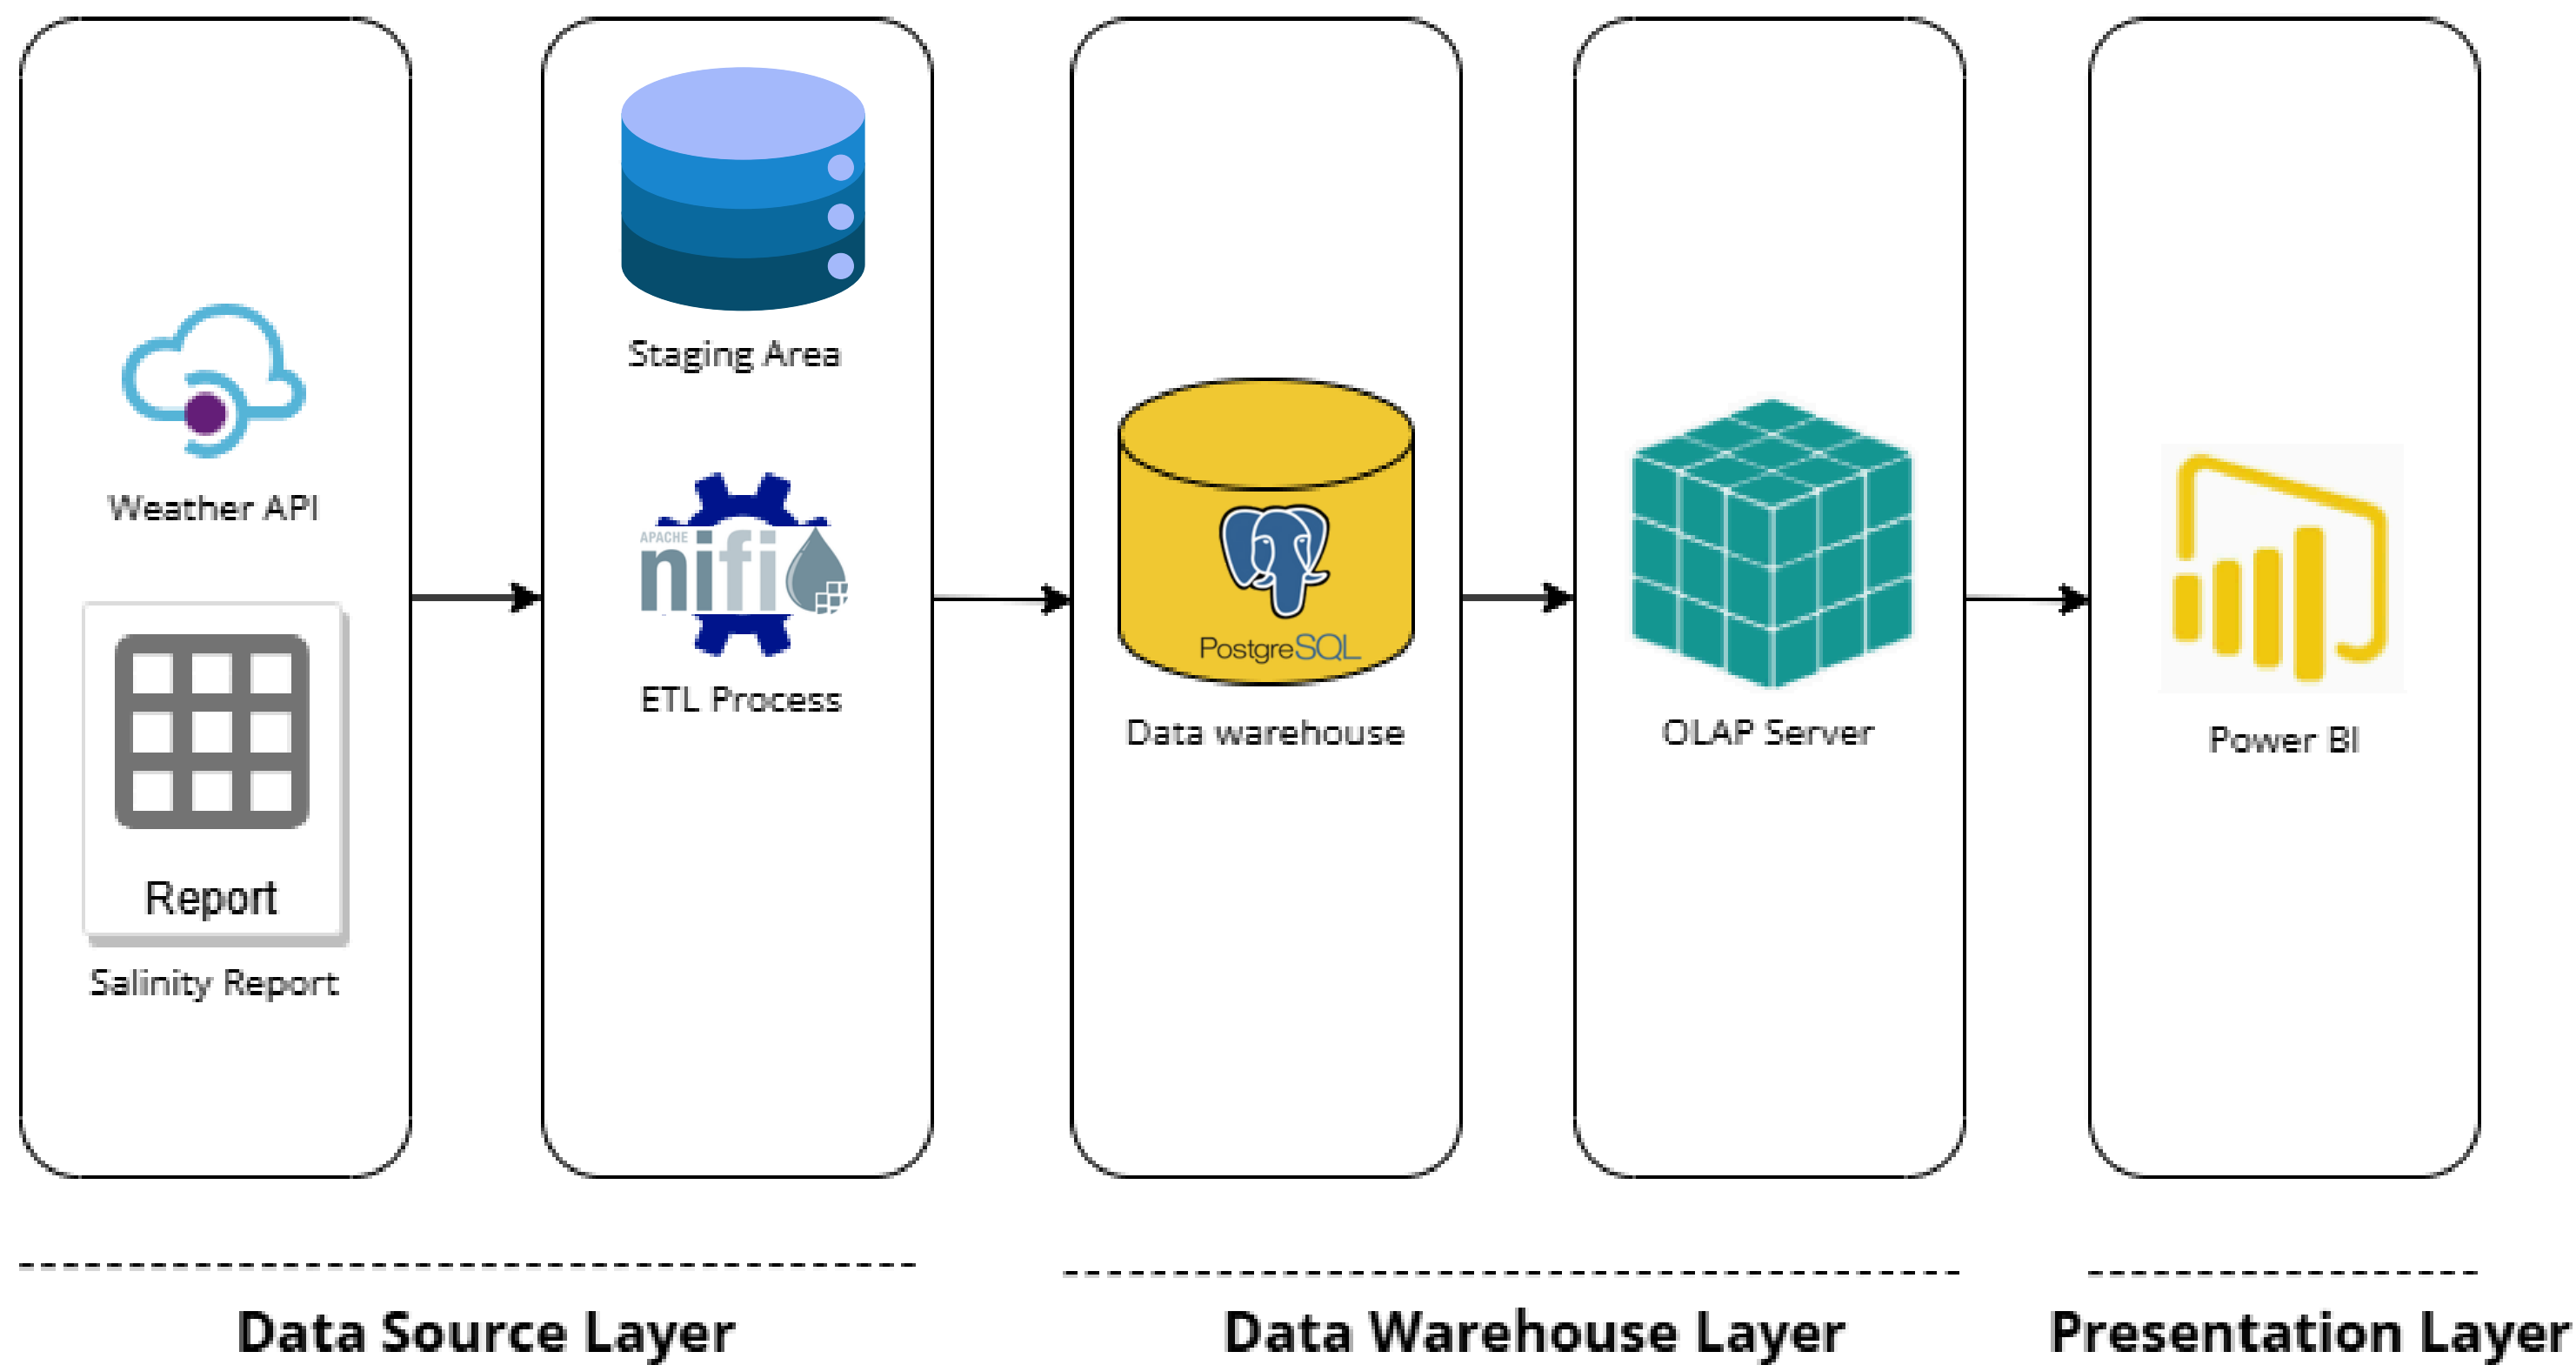 Weather API
Report
Salinity Report
Staging Area
APACHE
nifi
ETL Process
PostgreSQL
Data warehouse
OLAP Server
Power BI
Data Source Layer
Data Warehouse Layer
Presentation Layer